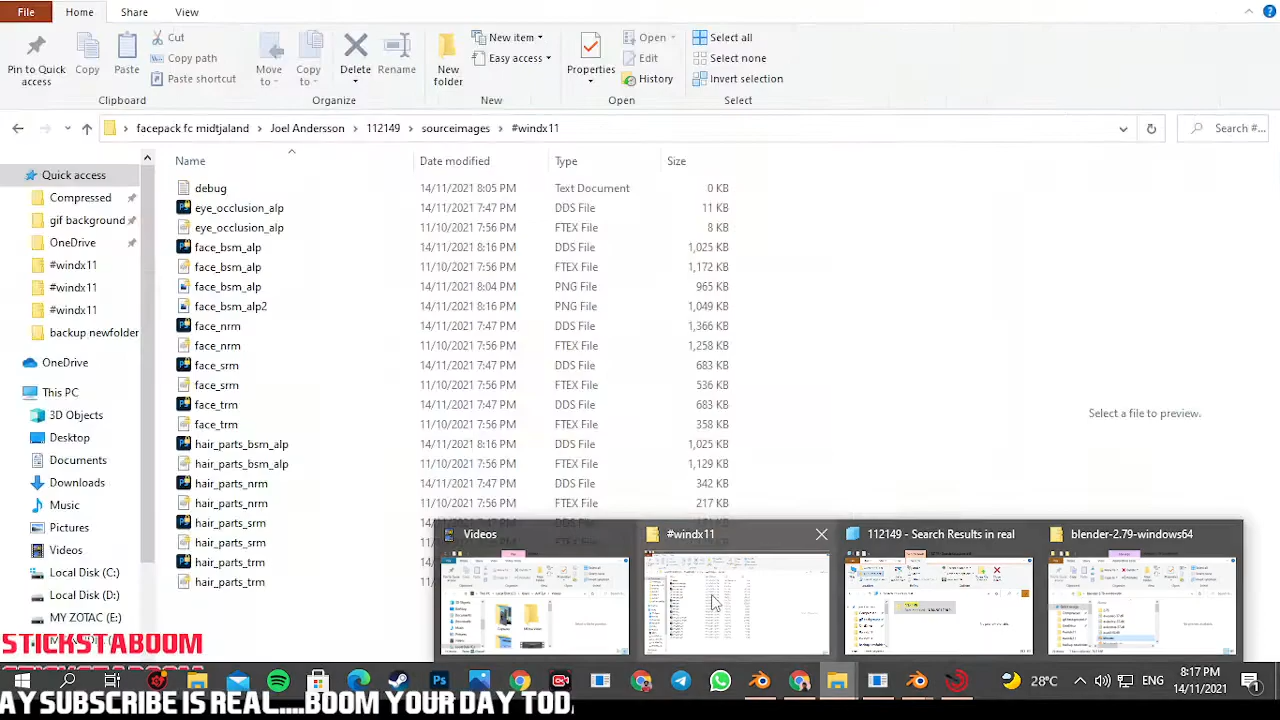 File Home Share View
Pin to Quick access
Copy
Paste
Cut
Copy path
Paste shortcut
Clipboard
Move to
Copy to
Delete
Rename
Organize
New folder
New item
Easy access
New
Properties
Open
Edit
History
Open
Select all
Select none
Invert selection
Select
facepack fc midtjaland > Joel Andersson > 112149 > sourceimages > #windx11
Search #...
Name Date modified Type Size
Quick access
Compressed
gif background
OneDrive
#windx11
#windx11
#windx11
backup newfolder
OneDrive
This PC
3D Objects
Desktop
Documents
Downloads
Music
Pictures
Videos
Local Disk (C:)
Local Disk (D:)
MY ZOTAC (E:)
debug 14/11/2021 8:05 PM Text Document 0 KB
eye_occlusion_alp 14/11/2021 7:47 PM DDS File 11 KB
eye_occlusion_alp 11/10/2021 7:56 PM FTEX File 8 KB
face_bsm_alp 14/11/2021 8:16 PM DDS File 1,025 KB
face_bsm_alp 11/10/2021 7:56 PM FTEX File 1,172 KB
face_bsm_alp 14/11/2021 8:04 PM PNG File 965 KB
face_bsm_alp2 14/11/2021 8:16 PM PNG File 1,049 KB
face_nrm 14/11/2021 7:47 PM DDS File 1,366 KB
face_nrm 11/10/2021 7:56 PM FTEX File 1,258 KB
face_srm 14/11/2021 7:47 PM DDS File 683 KB
face_srm 11/10/2021 7:56 PM FTEX File 536 KB
face_trm 14/11/2021 7:47 PM DDS File 683 KB
face_trm 11/10/2021 7:56 PM FTEX File 358 KB
hair_parts_bsm_alp 14/11/2021 8:16 PM DDS File 1,025 KB
hair_parts_bsm_alp 11/10/2021 7:56 PM FTEX File 1,129 KB
hair_parts_nrm 14/11/2021 7:47 PM DDS File 342 KB
hair_parts_nrm 11/10/2021 7:56 PM FTEX File 217 KB
hair_parts_srm
hair_parts_srm
hair_parts_trm
hair_parts_trm
Select a file to preview.
Videos
#windx11
112149 - Search Results in real
blender-2.79-windows64
STICKSTABOOM
STICKSTABOOM
28°C
ENG
8:17 PM
14/11/2021
AY SUBSCRIBE IS REAL....BOOM YOUR DAY TOD